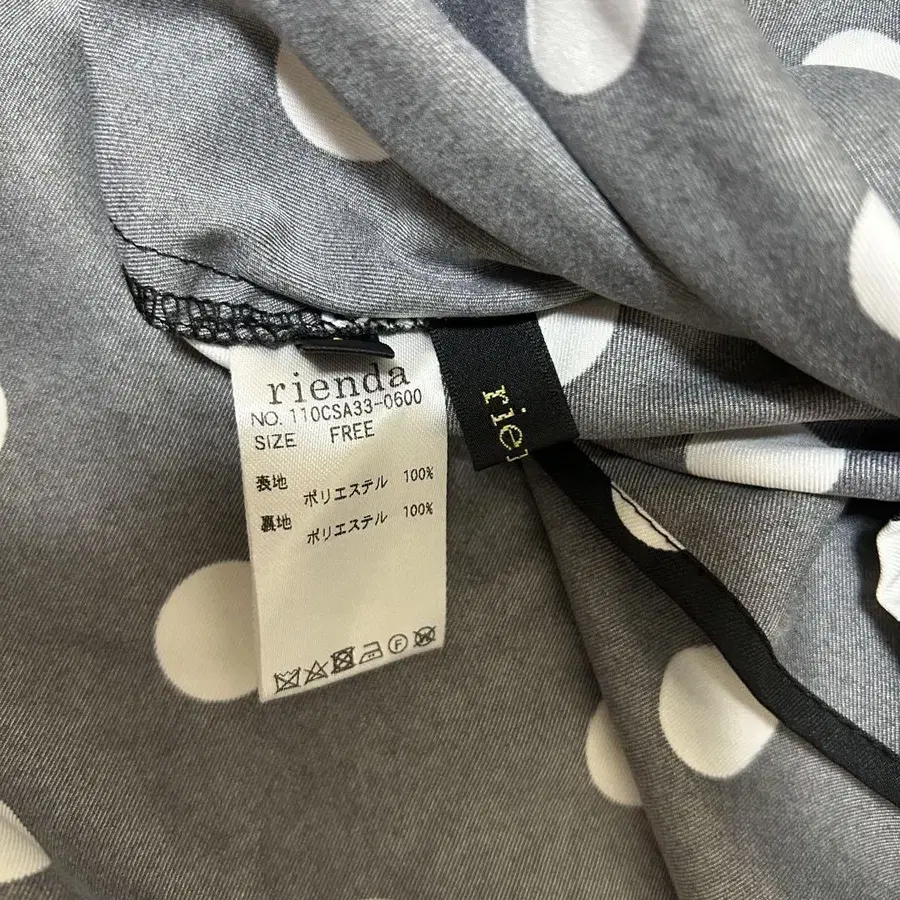 rienda
NO. 110CSA33-0600
SIZE FREE
表地 ポリエステル 100%
裏地 ポリエステル 100%
F
W
rie